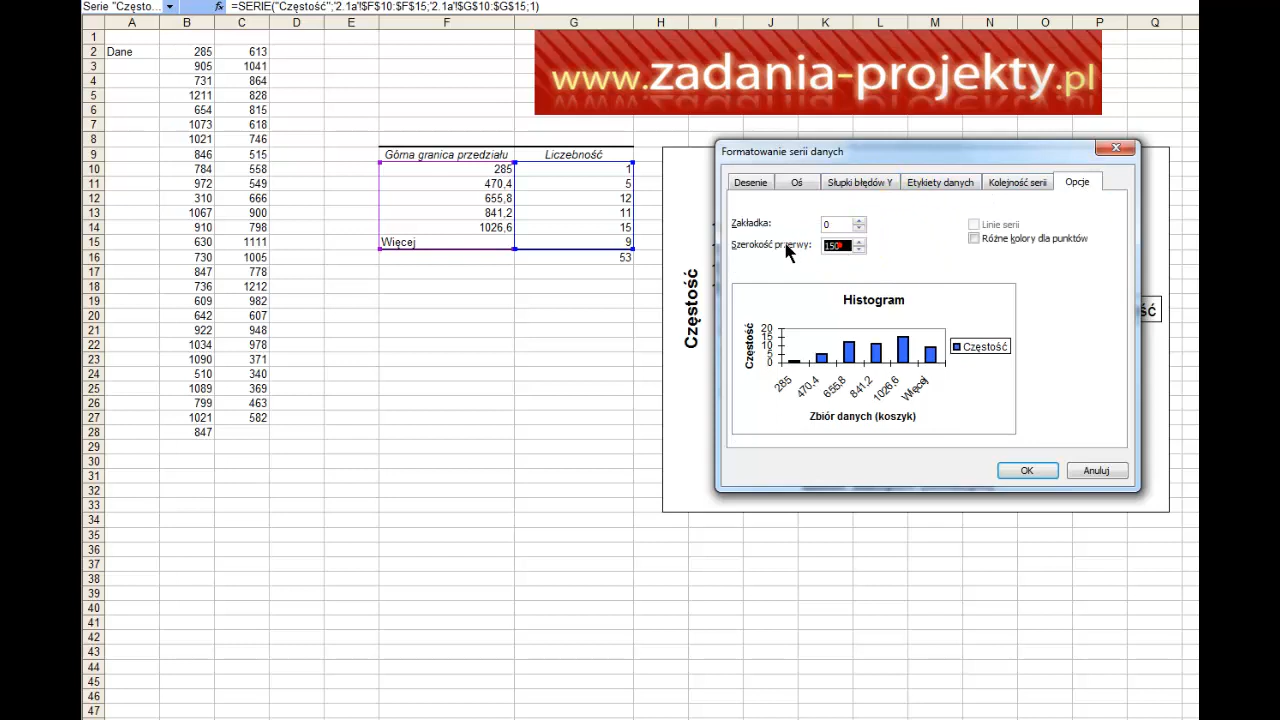 Serie "Często...
fx
=SERIE("Częstość";'2.1a'!$F$10:$F$15;'2.1a'!$G$10:$G$15;1)
A B C D E F G H I J K L M N O P Q
1
2 Dane 285 613
3 905 1041
4 731 864
5 1211 828
6 654 815
7 1073 618
8 1021 746
9 846 515 Górna granica przedziału Liczebność
10 784 558 285 1
11 972 549 470,4 5
12 310 666 655,8 12
13 1067 900 841,2 11
14 910 798 1026,6 15
15 630 1111 Więcej 9
16 730 1005 53
17 847 778
18 736 1212
19 609 982
20 642 607
21 922 948
22 1034 978
23 1090 371
24 510 340
25 1089 369
26 799 463
27 1021 582
28 847
29
30
31
32
33
34
35
36
37
38
39
40
41
42
43
44
45
46
47
www.zadania-projekty.pl
Częstość
Formatowanie serii danych
Desenie Oś Słupki błędów Y Etykiety danych Kolejność serii Opcje
Zakładka: 0
Szerokość przerwy: 150
Linie serii
Różne kolory dla punktów
Histogram
Częstość
20
15
10
5
0
285 470,4 655,8 841,2 1026,6 Więcej
Zbiór danych (koszyk)
Częstość
OK Anuluj
ść